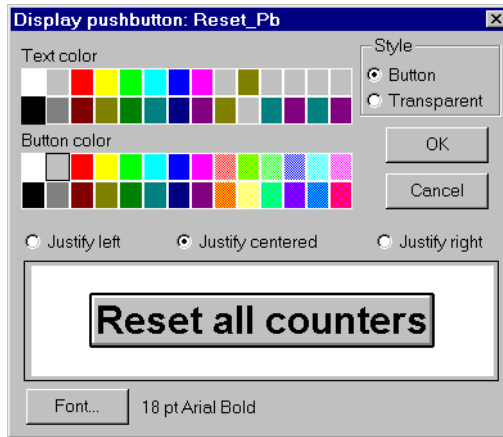 Display pushbutton: Reset_Pb
Text color
Style
Button
Transparent
Button color
OK
Cancel
Justify left
Justify centered
Justify right
Reset all counters
Font...
18 pt Arial Bold